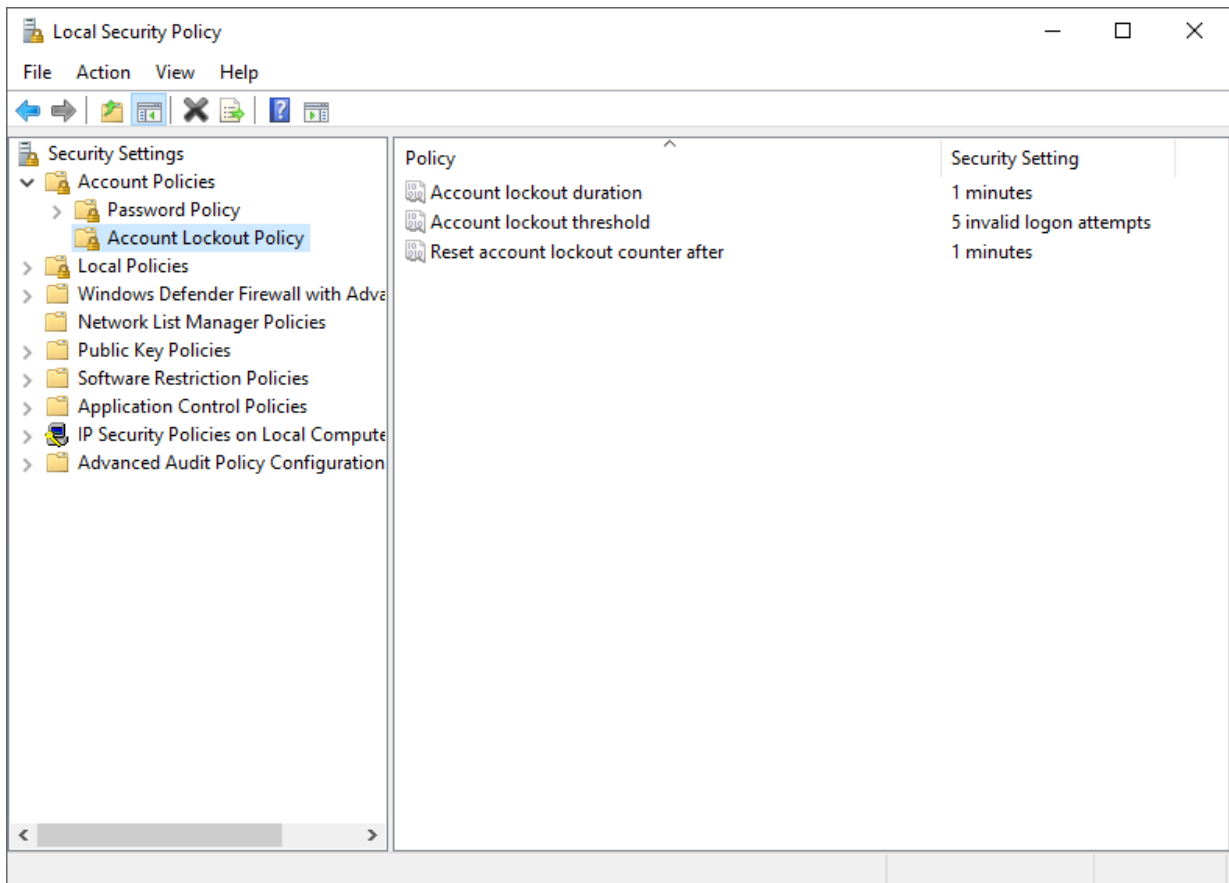 Local Security Policy
File Action View Help
Security Settings
Account Policies
Password Policy
Account Lockout Policy
Local Policies
Windows Defender Firewall with Adva
Network List Manager Policies
Public Key Policies
Software Restriction Policies
Application Control Policies
IP Security Policies on Local Compute
Advanced Audit Policy Configuration
Policy Security Setting
Account lockout duration 1 minutes
Account lockout threshold 5 invalid logon attempts
Reset account lockout counter after 1 minutes